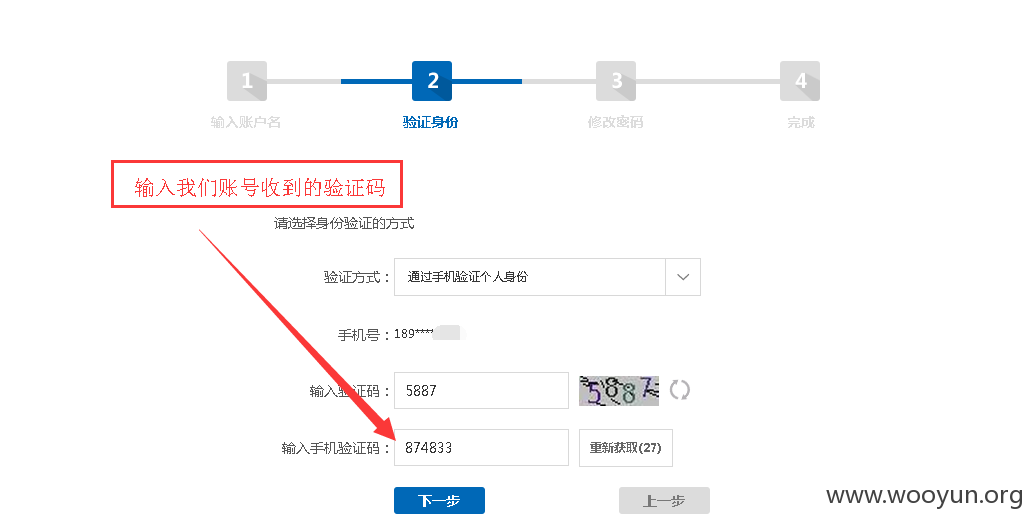 1 2 3 4
输入账户名 验证身份 修改密码 完成
输入我们账号收到的验证码
请选择身份验证的方式
验证方式： 通过手机验证个人身份
手机号：189****
输入验证码： 5887 5887
输入手机验证码： 874833 重新获取(27)
下一步 上一步
www.wooyun.org